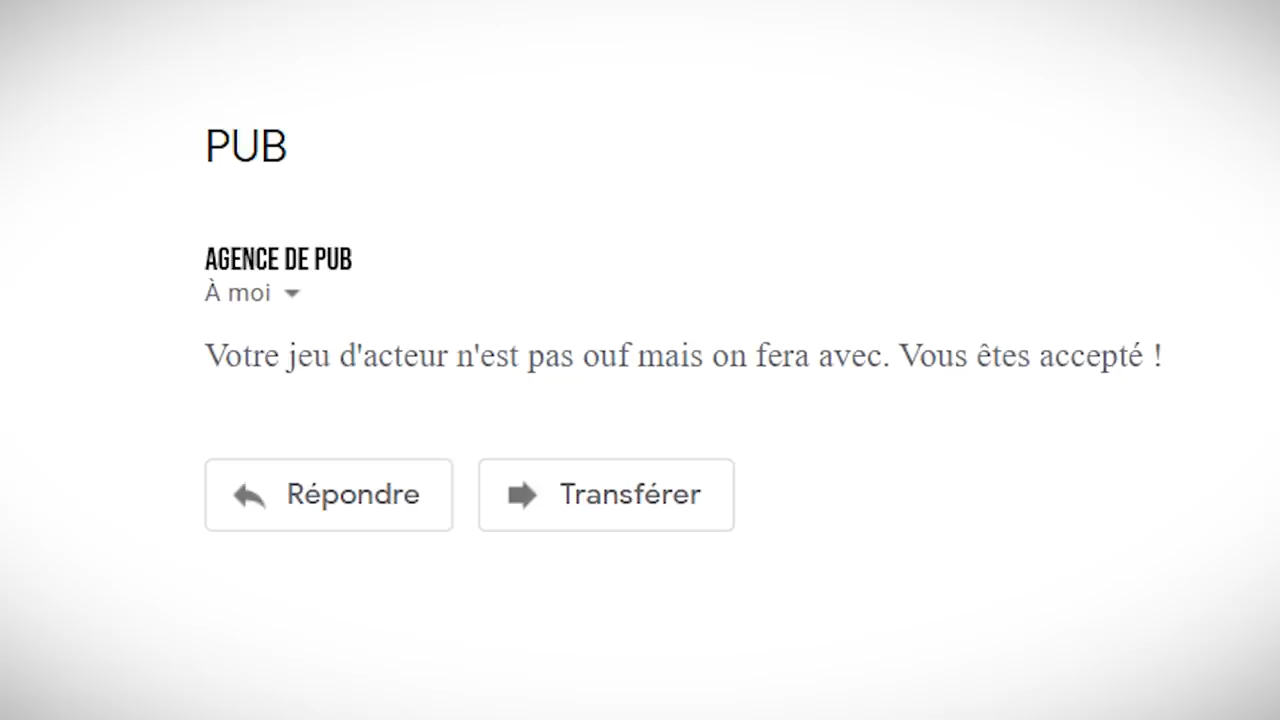 PUB
AGENCE DE PUB
À moi
Votre jeu d'acteur n'est pas ouf mais on fera avec. Vous êtes accepté !
Répondre
Transférer